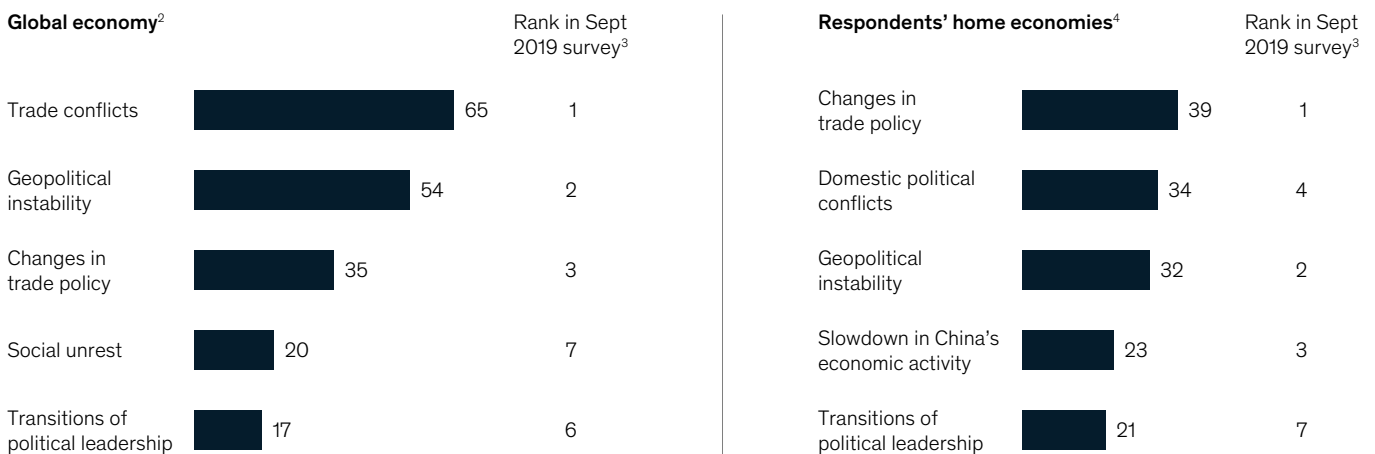 Global economy²
Rank in Sept
2019 survey³
Trade conflicts
65
1
Geopolitical
instability
54
2
Changes in
trade policy
35
3
Social unrest
20
7
Transitions of
political leadership
17
6
Respondents’ home economies⁴
Rank in Sept
2019 survey³
Changes in
trade policy
39
1
Domestic political
conflicts
34
4
Geopolitical
instability
32
2
Slowdown in China’s
economic activity
23
3
Transitions of
political leadership
21
7